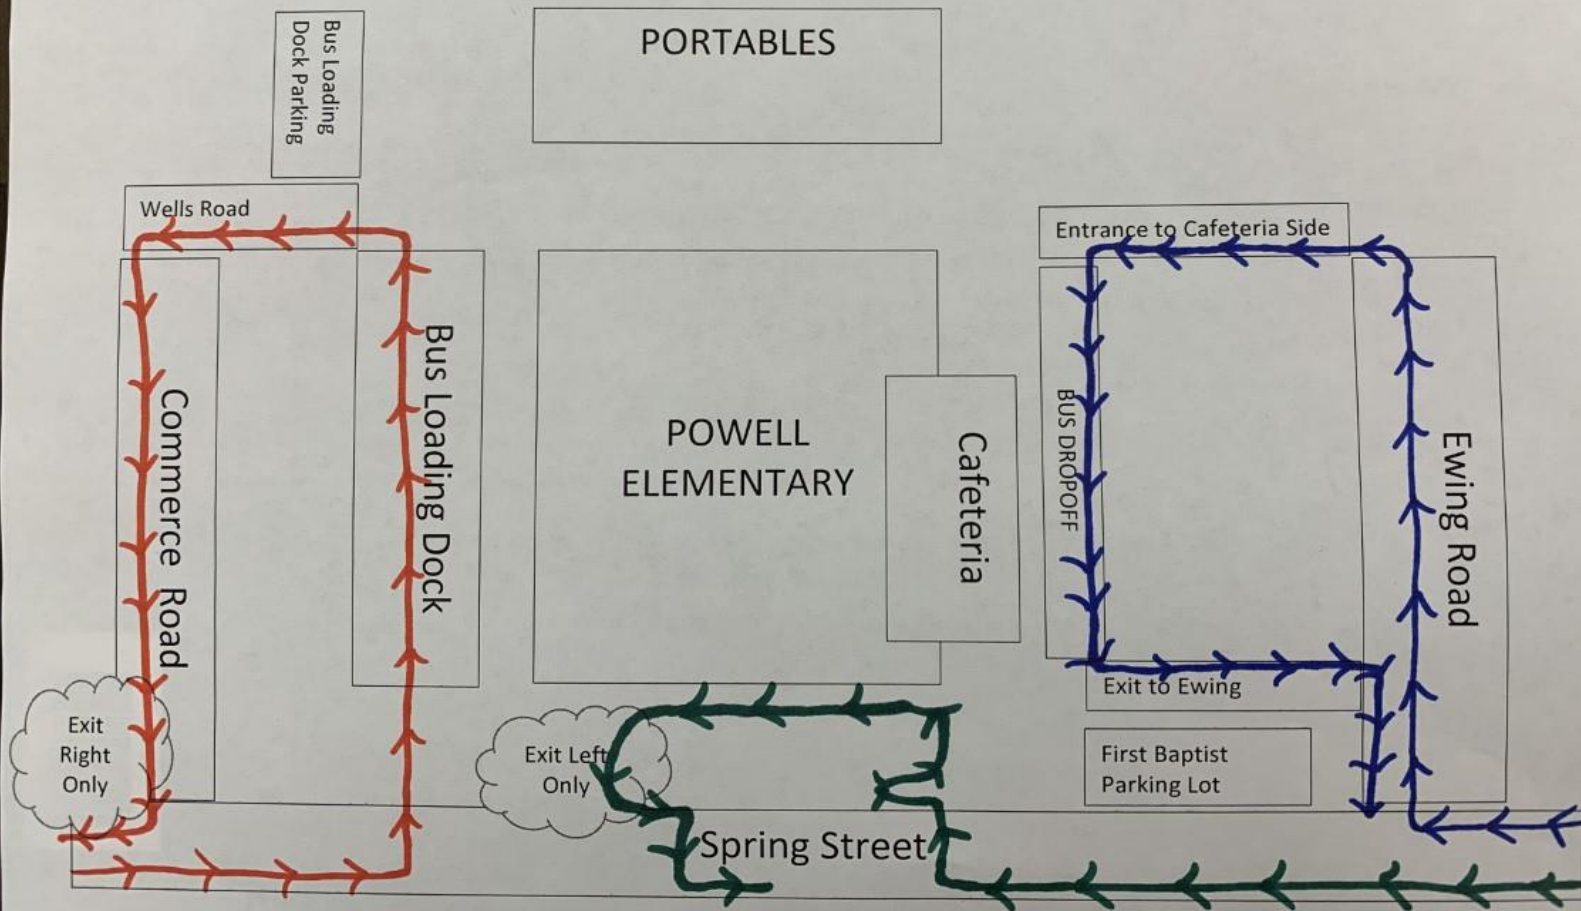 Bus Loading
Dock Parking
PORTABLES
Wells Road
Entrance to Cafeteria Side
Commerce Road
Bus Loading Dock
POWELL
ELEMENTARY
Cafeteria
BUS DROPOFF
Ewing Road
Exit to Ewing
Exit
Right
Only
Exit Left
Only
First Baptist
Parking Lot
Spring Street